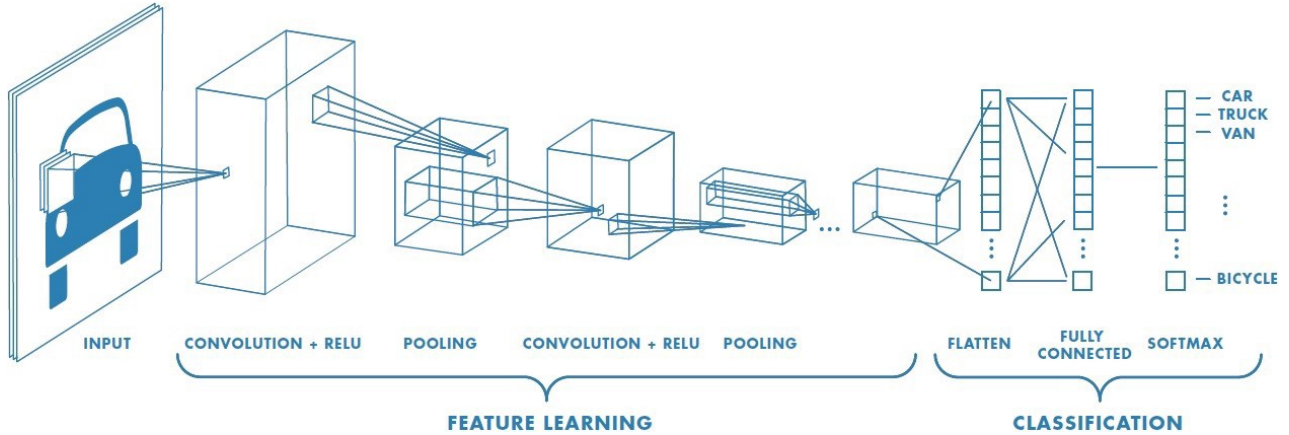 CAR
TRUCK
VAN
BICYCLE
INPUT
CONVOLUTION + RELU
POOLING
CONVOLUTION + RELU
POOLING
FLATTEN
FULLY
CONNECTED
SOFTMAX
FEATURE LEARNING
CLASSIFICATION